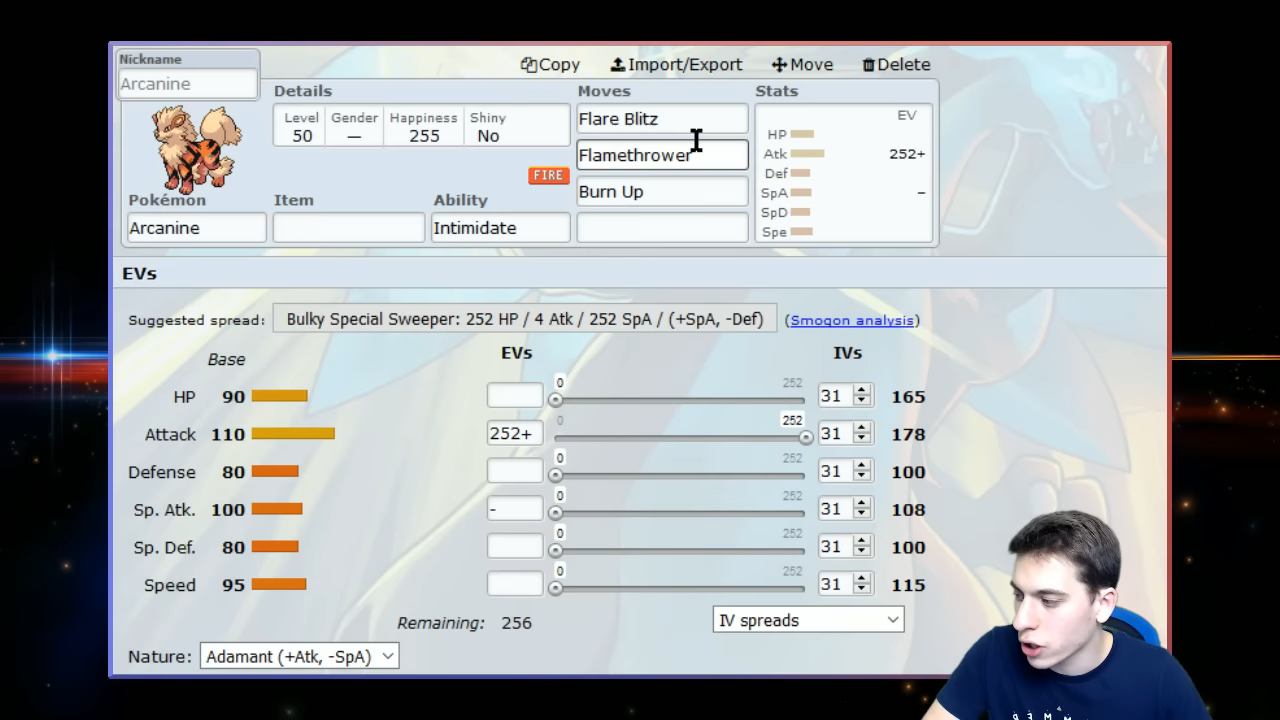 Nickname
Arcanine
Copy Import/Export Move Delete
Details Moves Stats
Level Gender Happiness Shiny
50 — 255 No
Flare Blitz
Flamethrower
Burn Up
EV
HP
Atk 252+
Def
SpA –
SpD
Spe
FIRE
Pokémon Item Ability
Arcanine Intimidate
EVs
Suggested spread: Bulky Special Sweeper: 252 HP / 4 Atk / 252 SpA / (+SpA, -Def) (Smogon analysis)
Base EVs IVs
0 252
HP 90 31 165
0 252
Attack 110 252+ 31 178
0 252
Defense 80 31 100
0 252
Sp. Atk. 100 - 31 108
0 252
Sp. Def. 80 31 100
0 252
Speed 95 31 115
Remaining: 256 IV spreads
Nature: Adamant (+Atk, -SpA)